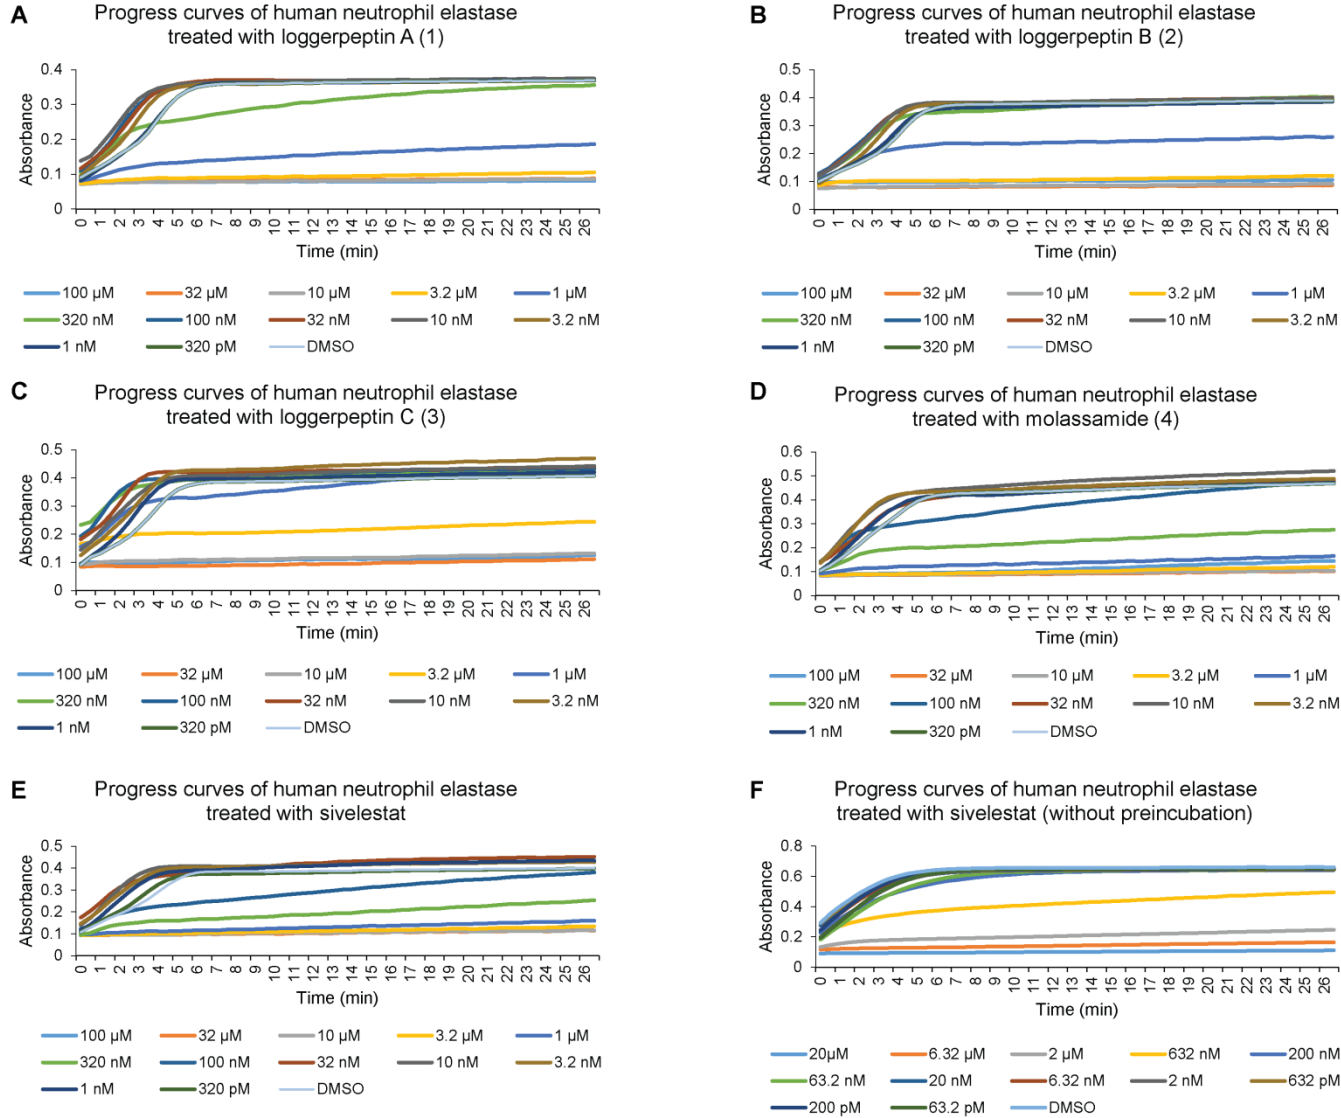 A
Progress curves of human neutrophil elastase
treated with loggerpeptin A (1)
Absorbance
0.4
0.3
0.2
0.1
0
0 1 2 3 4 5 6 7 8 9 10 11 12 13 14 15 16 17 18 19 20 21 22 23 24 25 26
Time (min)
100 µM 32 µM 10 µM 3.2 µM 1 µM
320 nM 100 nM 32 nM 10 nM 3.2 nM
1 nM 320 pM DMSO
B
Progress curves of human neutrophil elastase
treated with loggerpeptin B (2)
Absorbance
0.5
0.4
0.3
0.2
0.1
0
0 1 2 3 4 5 6 7 8 9 10 11 12 13 14 15 16 17 18 19 20 21 22 23 24 25 26
Time (min)
100 µM 32 µM 10 µM 3.2 µM 1 µM
320 nM 100 nM 32 nM 10 nM 3.2 nM
1 nM 320 pM DMSO
C
Progress curves of human neutrophil elastase
treated with loggerpeptin C (3)
Absorbance
0.5
0.4
0.3
0.2
0.1
0
0 1 2 3 4 5 6 7 8 9 10 11 12 13 14 15 16 17 18 19 20 21 22 23 24 25 26
Time (min)
100 µM 32 µM 10 µM 3.2 µM 1 µM
320 nM 100 nM 32 nM 10 nM 3.2 nM
1 nM 320 pM DMSO
D
Progress curves of human neutrophil elastase
treated with molassamide (4)
Absorbance
0.6
0.5
0.4
0.3
0.2
0.1
0
0 1 2 3 4 5 6 7 8 9 10 11 12 13 14 15 16 17 18 19 20 21 22 23 24 25 26
Time (min)
100 µM 32 µM 10 µM 3.2 µM 1 µM
320 nM 100 nM 32 nM 10 nM 3.2 nM
1 nM 320 pM DMSO
E
Progress curves of human neutrophil elastase
treated with sivelestat
Absorbance
0.5
0.4
0.3
0.2
0.1
0
0 1 2 3 4 5 6 7 8 9 10 11 12 13 14 15 16 17 18 19 20 21 22 23 24 25 26
Time (min)
100 µM 32 µM 10 µM 3.2 µM 1 µM
320 nM 100 nM 32 nM 10 nM 3.2 nM
1 nM 320 pM DMSO
F
Progress curves of human neutrophil elastase
treated with sivelestat (without preincubation)
Absorbance
0.8
0.6
0.4
0.2
0
0 1 2 3 4 5 6 7 8 9 10 11 12 13 14 15 16 17 18 19 20 21 22 23 24 25 26
Time (min)
20µM 6.32 µM 2 µM 632 nM 200 nM
63.2 nM 20 nM 6.32 nM 2 nM 632 pM
200 pM 63.2 pM DMSO